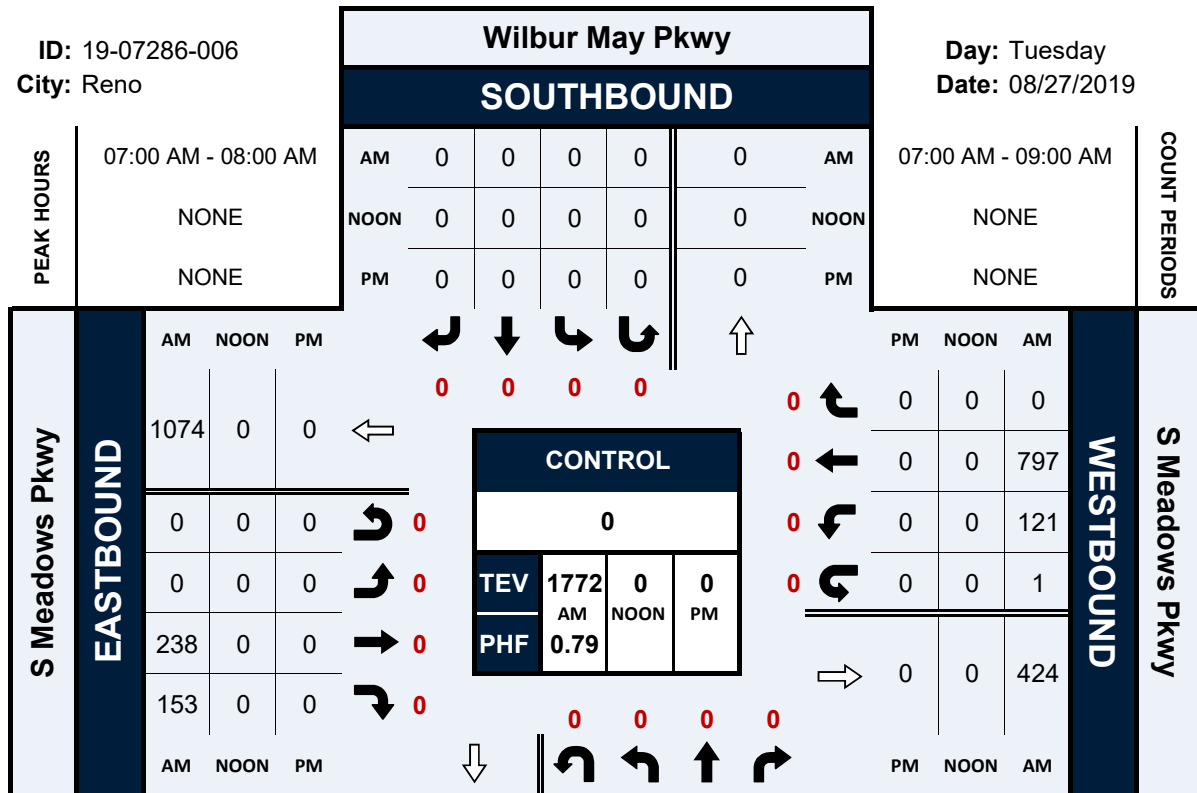 ID: 19-07286-006
City: Reno
Wilbur May Pkwy
SOUTHBOUND
Day: Tuesday
Date: 08/27/2019
PEAK HOURS
07:00 AM - 08:00 AM
NONE
NONE
AM 0 0 0 0 0 AM
NOON 0 0 0 0 0 NOON
PM 0 0 0 0 0 PM
07:00 AM - 09:00 AM
NONE
NONE
COUNT PERIODS
0 0 0 0
S Meadows Pkwy
EASTBOUND
AM NOON PM
1074 0 0
0 0 0 0
0 0 0 0
238 0 0 0
153 0 0 0
AM NOON PM
CONTROL
0
TEV 1772 0 0
AM NOON PM
PHF 0.79
PM NOON AM
0 0 0 0
0 0 0 797
0 0 0 121
0 0 0 1
0 0 424
PM NOON AM
WESTBOUND
S Meadows Pkwy
0 0 0 0